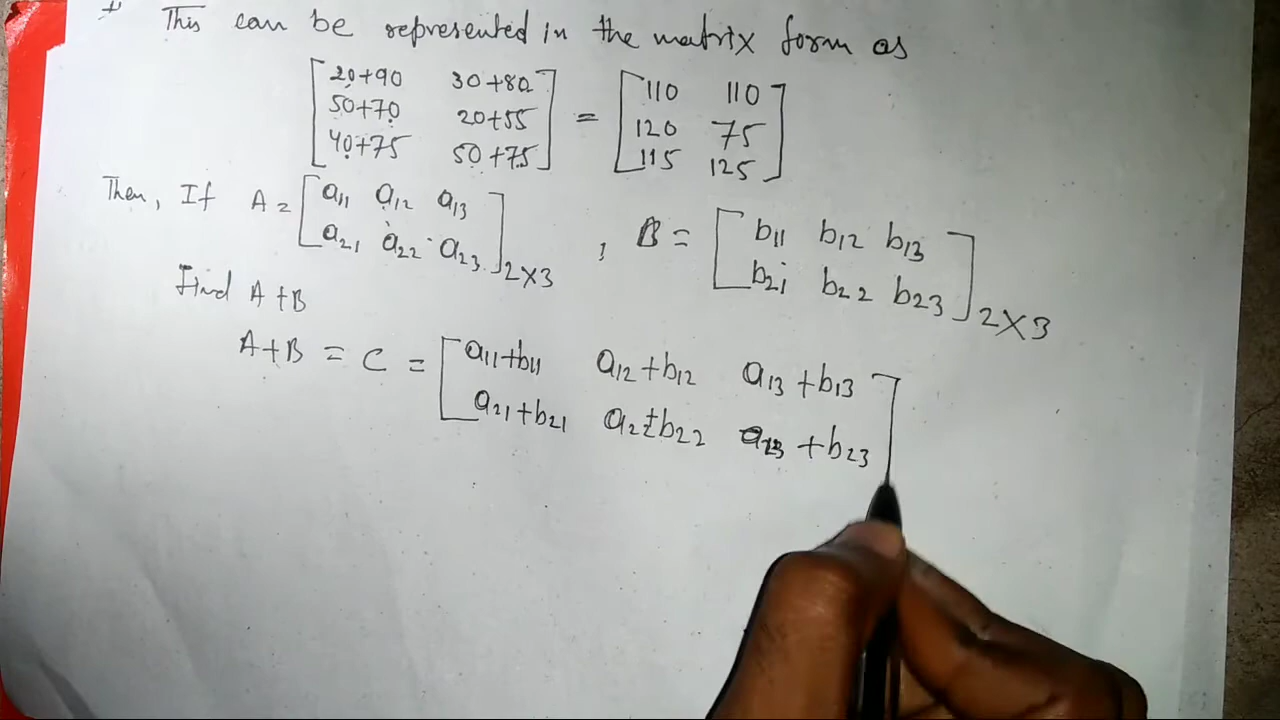 This can be represented in the matrix form as
20+90 30+80
50+70 20+55
40+75 50+75
=
110 110
120 75
115 125
Then, If A = a11 a12 a13
a21 a22 a23 2×3
, B = b11 b12 b13
b21 b22 b23 2×3
Find A+B
A+B = C = a11+b11 a12+b12 a13+b13
a21+b21 a22+b22 a23+b23